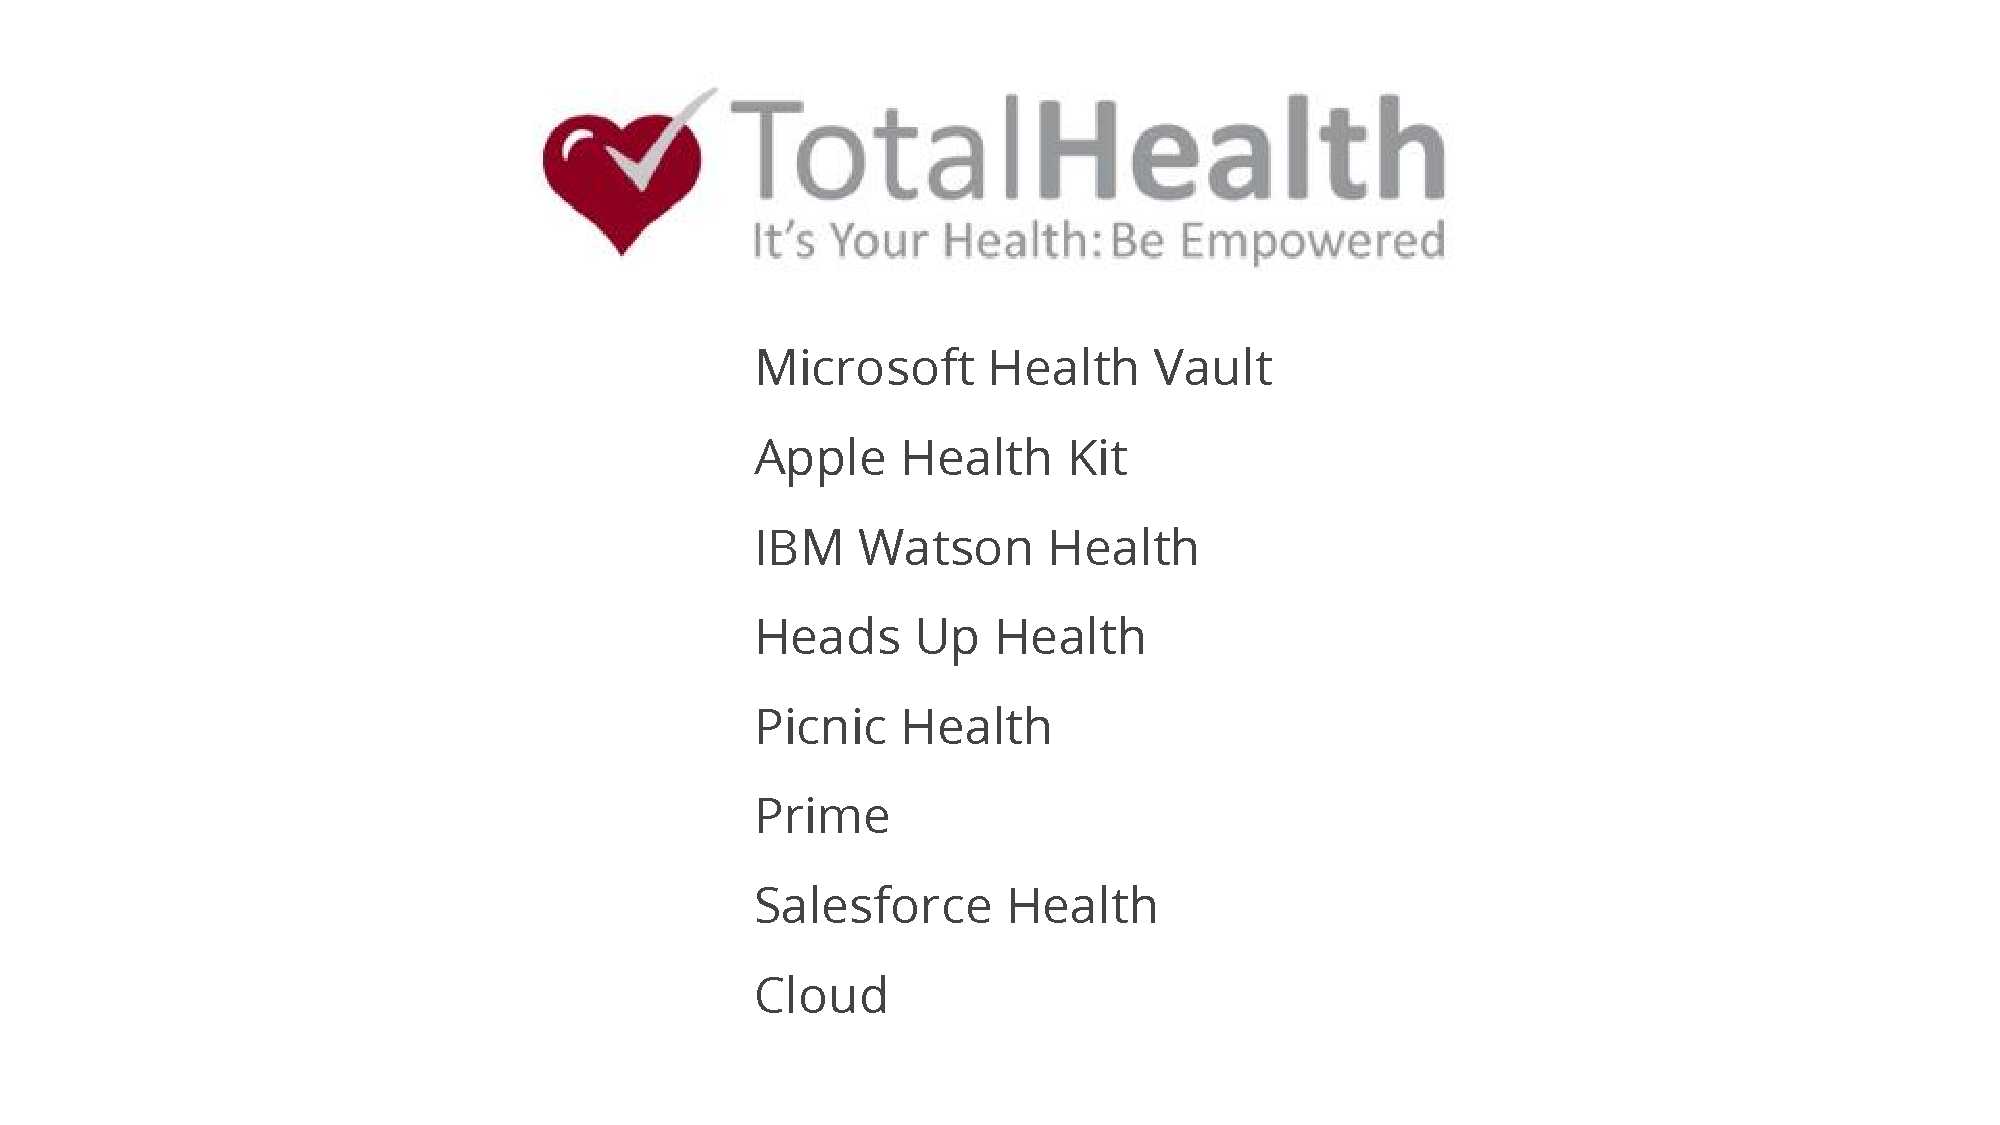 TotalHealth
It's Your Health: Be Empowered
Microsoft Health Vault
Apple Health Kit
IBM Watson Health
Heads Up Health
Picnic Health
Prime
Salesforce Health
Cloud